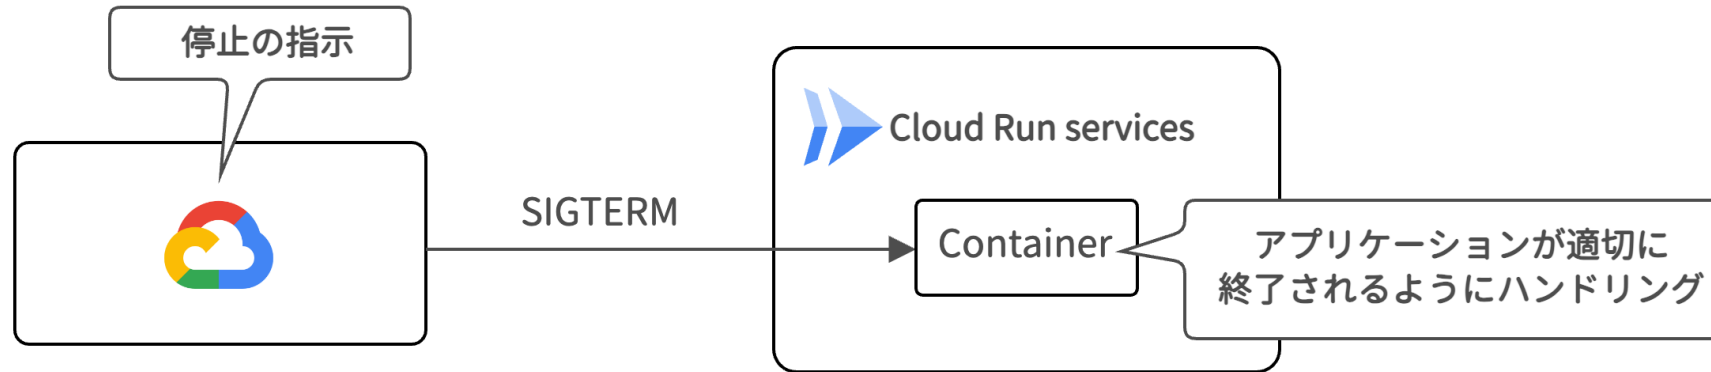 停止の指示
Cloud Run services
SIGTERM
Container
アプリケーションが適切に
終了されるようにハンドリング